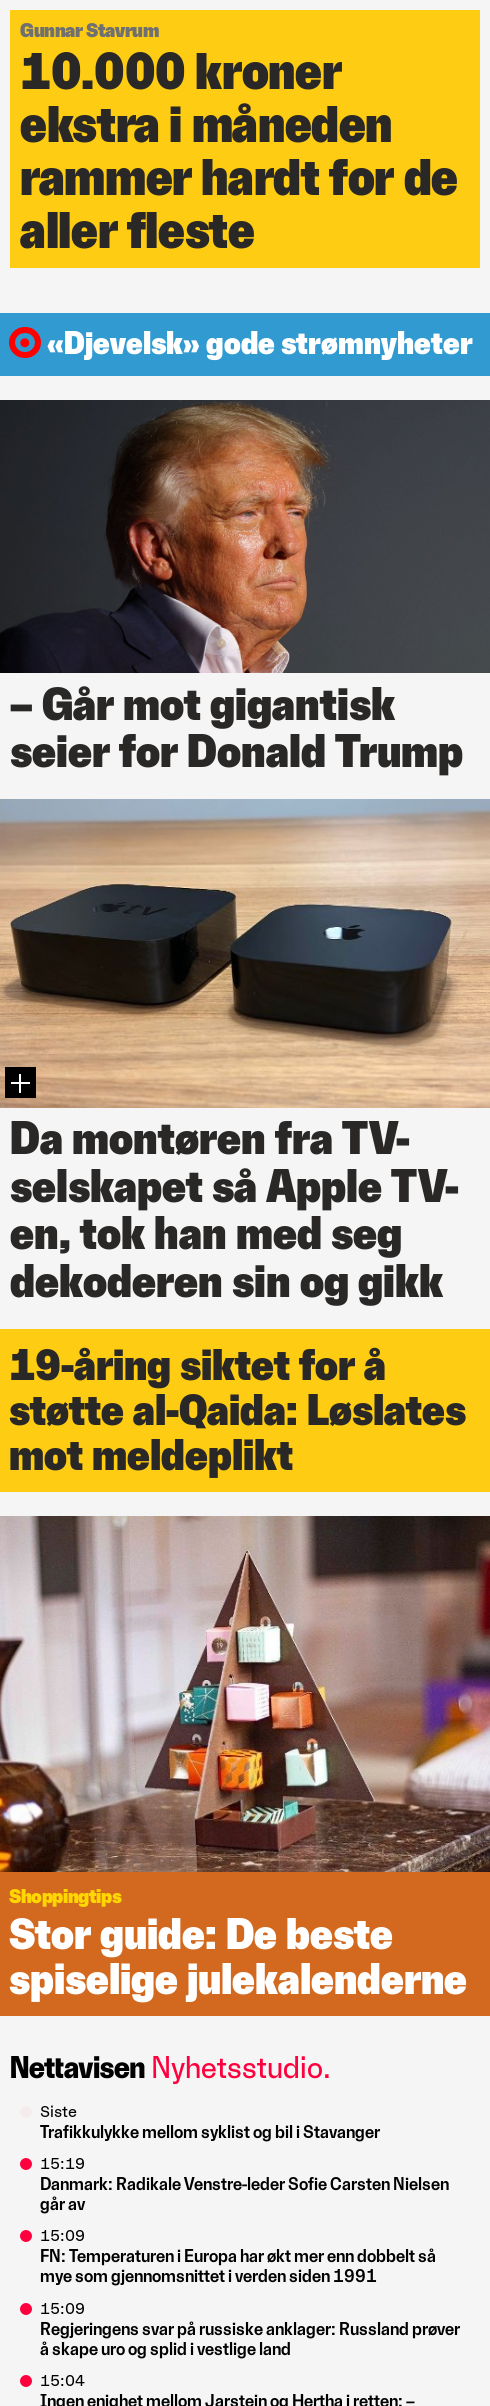 Gunnar Stavrum
10.000 kroner
ekstra i måneden
rammer hardt for de
aller fleste
«Djevelsk» gode strømnyheter
– Går mot gigantisk
seier for Donald Trump
tv
Da montøren fra TV-
selskapet så Apple TV-
en, tok han med seg
dekoderen sin og gikk
19-åring siktet for å
støtte al-Qaida: Løslates
mot meldeplikt
Shoppingtips
Stor guide: De beste
spiselige julekalenderne
Nettavisen Nyhetsstudio.
Siste
Trafikkulykke mellom syklist og bil i Stavanger
15:19
Danmark: Radikale Venstre-leder Sofie Carsten Nielsen
går av
15:09
FN: Temperaturen i Europa har økt mer enn dobbelt så
mye som gjennomsnittet i verden siden 1991
15:09
Regjeringens svar på russiske anklager: Russland prøver
å skape uro og splid i vestlige land
15:04
Ingen enighet mellom Jarstein og Hertha i retten: –